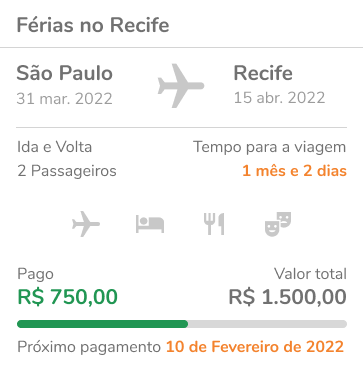 Férias no Recife
São Paulo
31 mar. 2022
Recife
15 abr. 2022
Ida e Volta
2 Passageiros
Tempo para a viagem
1 mês e 2 dias
Pago
R$ 750,00
Valor total
R$ 1.500,00
Próximo pagamento 10 de Fevereiro de 2022